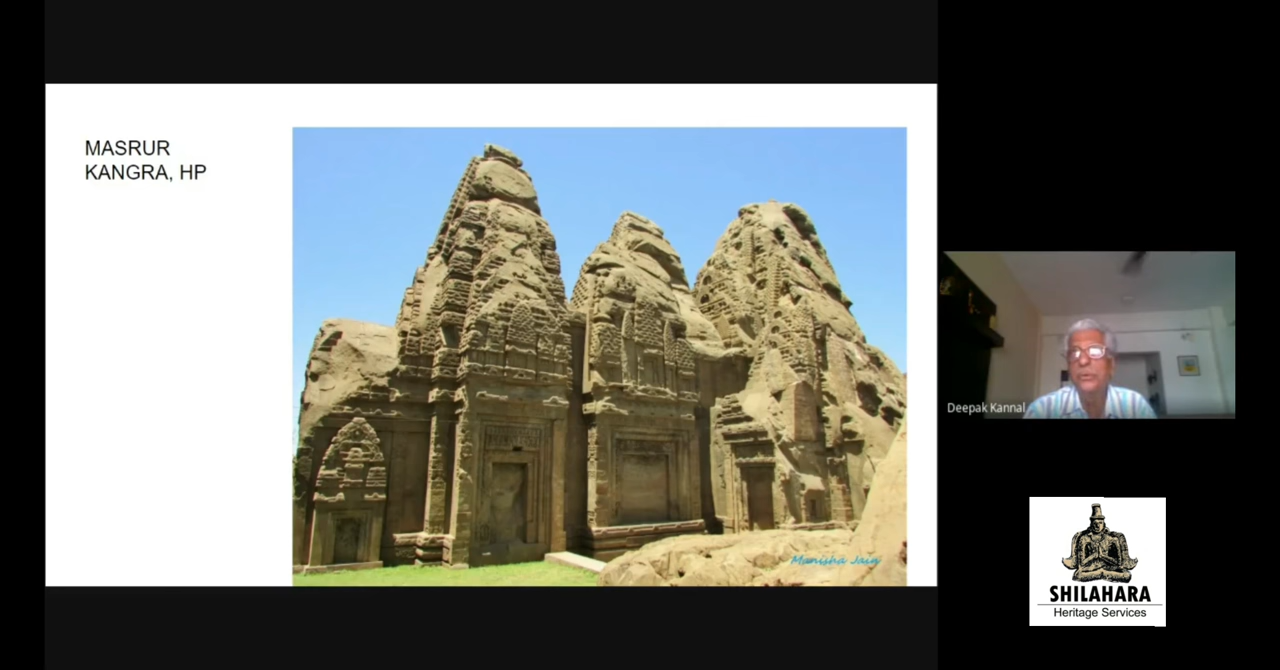 MASRUR
KANGRA, HP
Manisha Jain
Deepak Kannal
SHILAHARA
Heritage Services